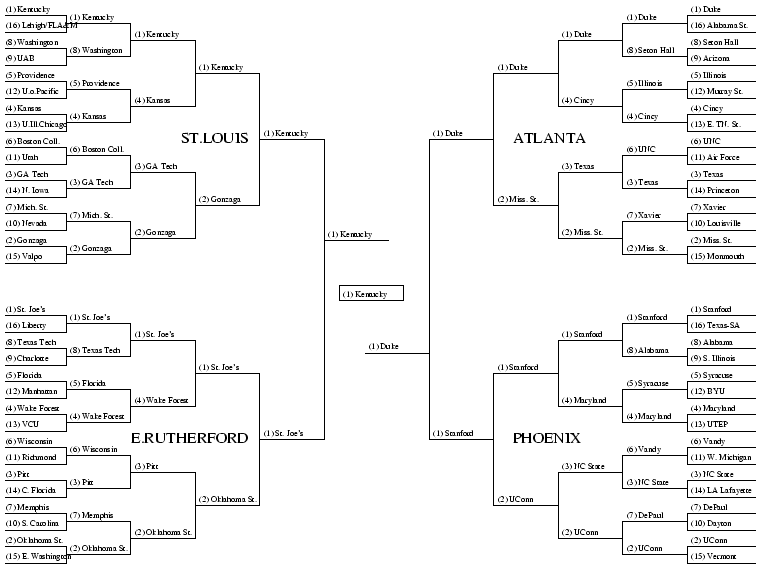 (1) Kentucky
(16) Lehigh/FLA&M
(8) Washington
(9) UAB
(5) Providence
(12) U.o.Pacific
(4) Kansas
(13) U.Ill.Chicago
(6) Boston Coll.
(11) Utah
(3) GA Tech
(14) N. Iowa
(7) Mich. St.
(10) Nevada
(2) Gonzaga
(15) Valpo
(1) Kentucky
(8) Washington
(5) Providence
(4) Kansas
(6) Boston Coll.
(3) GA Tech
(7) Mich. St.
(2) Gonzaga
(1) Kentucky
(4) Kansas
(3) GA Tech
(2) Gonzaga
(1) Kentucky
(2) Gonzaga
ST.LOUIS
(1) Kentucky
(1) St. Joe's
(16) Liberty
(8) Texas Tech
(9) Charlotte
(5) Florida
(12) Manhattan
(4) Wake Forest
(13) VCU
(6) Wisconsin
(11) Richmond
(3) Pitt
(14) C. Florida
(7) Memphis
(10) S. Carolina
(2) Oklahoma St.
(15) E. Washington
(1) St. Joe's
(8) Texas Tech
(5) Florida
(4) Wake Forest
(6) Wisconsin
(3) Pitt
(7) Memphis
(2) Oklahoma St.
(1) St. Joe's
(4) Wake Forest
(3) Pitt
(2) Oklahoma St.
(1) St. Joe's
(2) Oklahoma St.
E.RUTHERFORD
(1) St. Joe's
(1) Kentucky
(1) Kentucky
(1) Duke
(1) Duke
ATLANTA
(1) Duke
(2) Miss. St.
(1) Duke
(4) Cincy
(3) Texas
(2) Miss. St.
(1) Duke
(8) Seton Hall
(5) Illinois
(4) Cincy
(6) UNC
(3) Texas
(7) Xavier
(2) Miss. St.
(1) Duke
(16) Alabama St.
(8) Seton Hall
(9) Arizona
(5) Illinois
(12) Murray St.
(4) Cincy
(13) E. TN. St.
(6) UNC
(11) Air Force
(3) Texas
(14) Princeton
(7) Xavier
(10) Louisville
(2) Miss. St.
(15) Monmouth
(1) Stanford
PHOENIX
(1) Stanford
(2) UConn
(1) Stanford
(4) Maryland
(3) NC State
(2) UConn
(1) Stanford
(8) Alabama
(5) Syracuse
(4) Maryland
(6) Vandy
(3) NC State
(7) DePaul
(2) UConn
(1) Stanford
(16) Texas-SA
(8) Alabama
(9) S. Illinois
(5) Syracuse
(12) BYU
(4) Maryland
(13) UTEP
(6) Vandy
(11) W. Michigan
(3) NC State
(14) LA Lafayette
(7) DePaul
(10) Dayton
(2) UConn
(15) Vermont